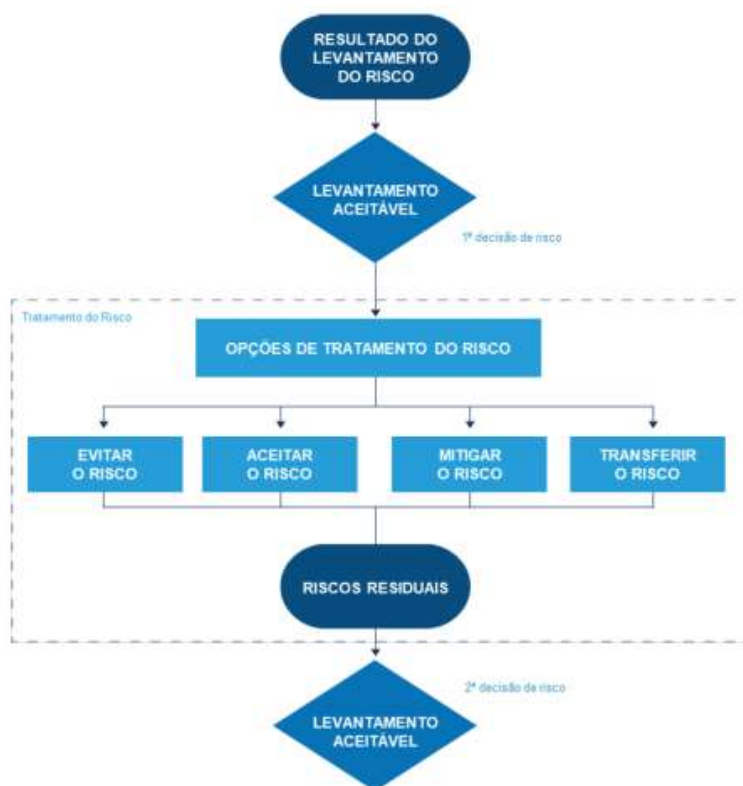 RESULTADO DO
LEVANTAMENTO
DO RISCO
LEVANTAMENTO
ACEITÁVEL
1ª decisão de risco
Tratamento do Risco
OPÇÕES DE TRATAMENTO DO RISCO
EVITAR
O RISCO
ACEITAR
O RISCO
MITIGAR
O RISCO
TRANSFERIR
O RISCO
RISCOS RESIDUAIS
2ª decisão de risco
LEVANTAMENTO
ACEITÁVEL